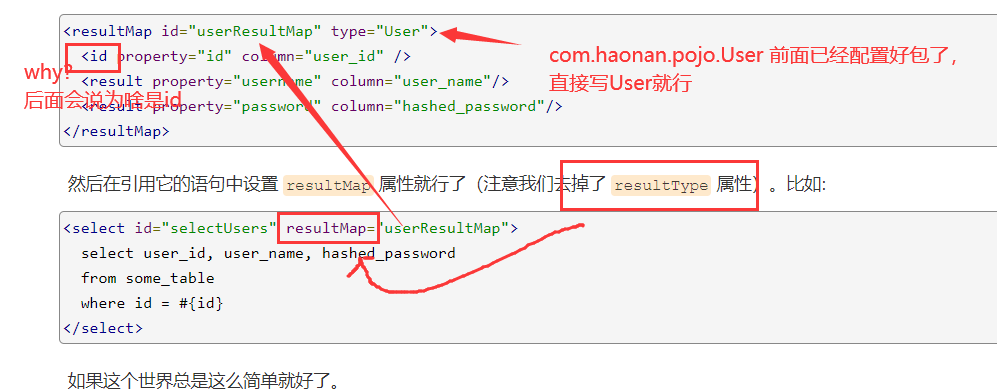 <resultMap id="userResultMap" type="User">
<id property="id" column="user_id" />
<result property="username" column="user_name"/>
<result property="password" column="hashed_password"/>
</resultMap>
why?
后面会说为啥是id
com.haonan.pojo.User 前面已经配置好包了，
直接写User就行
然后在引用它的语句中设置 resultMap 属性就行了（注意我们去掉了 resultType 属性）。比如:
<select id="selectUsers" resultMap="userResultMap">
select user_id, user_name, hashed_password
from some_table
where id = #{id}
</select>
如果这个世界总是这么简单就好了。